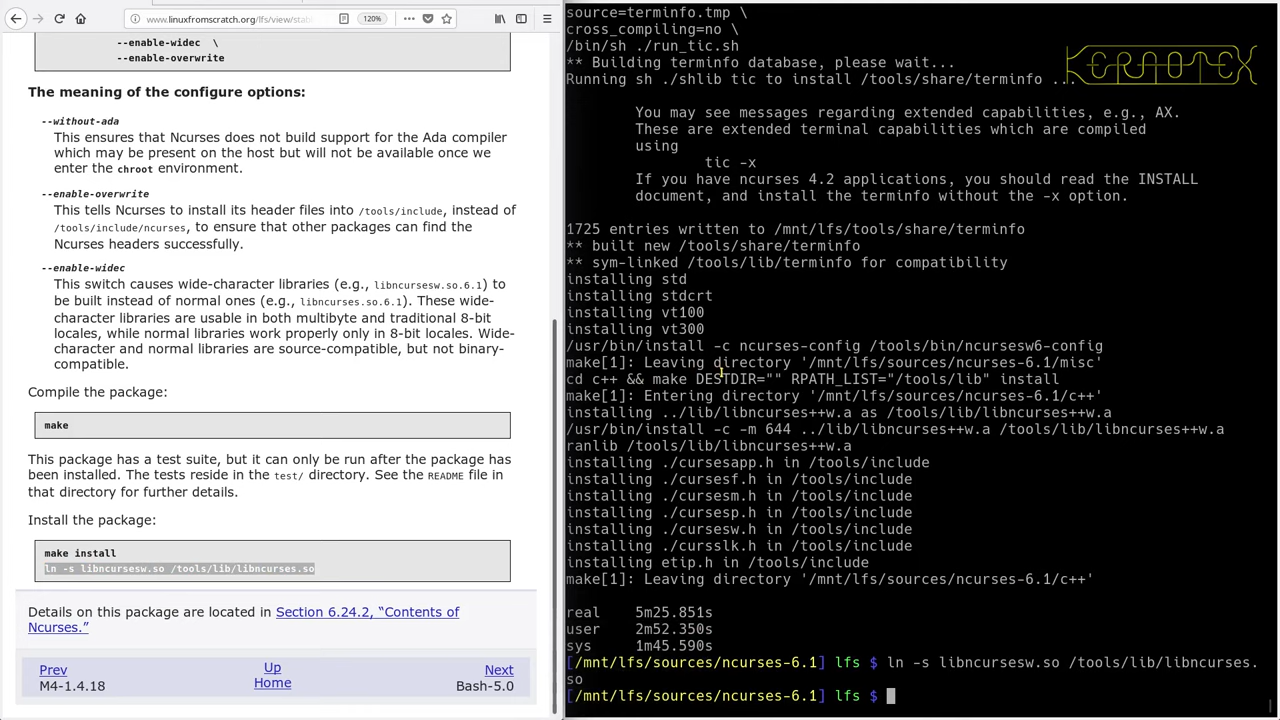 www.linuxfromscratch.org/lfs/view/stab
120%
--enable-widec  \
--enable-overwrite
The meaning of the configure options:
--without-ada
This ensures that Ncurses does not build support for the Ada compiler
which may be present on the host but will not be available once we
enter the chroot environment.
--enable-overwrite
This tells Ncurses to install its header files into /tools/include, instead of
/tools/include/ncurses, to ensure that other packages can find the
Ncurses headers successfully.
--enable-widec
This switch causes wide-character libraries (e.g., libncursesw.so.6.1) to
be built instead of normal ones (e.g., libncurses.so.6.1). These wide-
character libraries are usable in both multibyte and traditional 8-bit
locales, while normal libraries work properly only in 8-bit locales. Wide-
character and normal libraries are source-compatible, but not binary-
compatible.
Compile the package:
make
This package has a test suite, but it can only be run after the package has
been installed. The tests reside in the test/ directory. See the README file in
that directory for further details.
Install the package:
make install
ln -s libncursesw.so /tools/lib/libncurses.so
Details on this package are located in Section 6.24.2, “Contents of
Ncurses.”
Prev
M4-1.4.18
Up
Home
Next
Bash-5.0
source=terminfo.tmp \
cross_compiling=no \
/bin/sh ./run_tic.sh
** Building terminfo database, please wait...
Running sh ./shlib tic to install /tools/share/terminfo ...
You may see messages regarding extended capabilities, e.g., AX.
These are extended terminal capabilities which are compiled
using
tic -x
If you have ncurses 4.2 applications, you should read the INSTALL
document, and install the terminfo without the -x option.
1725 entries written to /mnt/lfs/tools/share/terminfo
** built new /tools/share/terminfo
** sym-linked /tools/lib/terminfo for compatibility
installing std
installing stdcrt
installing vt100
installing vt300
/usr/bin/install -c ncurses-config /tools/bin/ncursesw6-config
make[1]: Leaving directory '/mnt/lfs/sources/ncurses-6.1/misc'
cd c++ && make DESTDIR="" RPATH_LIST="/tools/lib" install
make[1]: Entering directory '/mnt/lfs/sources/ncurses-6.1/c++'
installing ../lib/libncurses++w.a as /tools/lib/libncurses++w.a
/usr/bin/install -c -m 644 ../lib/libncurses++w.a /tools/lib/libncurses++w.a
ranlib /tools/lib/libncurses++w.a
installing ./cursesapp.h in /tools/include
installing ./cursesf.h in /tools/include
installing ./cursesm.h in /tools/include
installing ./cursesp.h in /tools/include
installing ./cursesw.h in /tools/include
installing ./cursslk.h in /tools/include
installing etip.h in /tools/include
make[1]: Leaving directory '/mnt/lfs/sources/ncurses-6.1/c++'
real    5m25.851s
user    2m52.350s
sys     1m45.590s
[/mnt/lfs/sources/ncurses-6.1] lfs $ ln -s libncursesw.so /tools/lib/libncurses.
so
[/mnt/lfs/sources/ncurses-6.1] lfs $